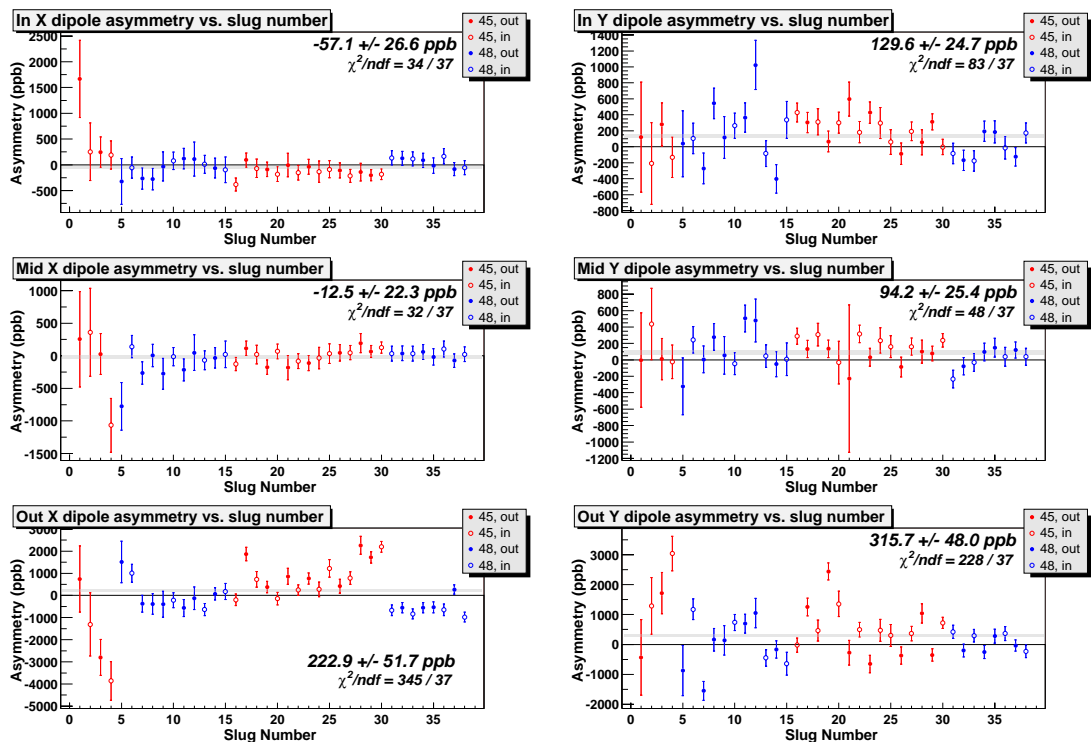 In X dipole asymmetry vs. slug number
45, out
45, in
48, out
48, in
-57.1 +/- 26.6 ppb
χ²/ndf = 34 / 37
Asymmetry (ppb)
2500
2000
1500
1000
500
0
-500
0 5 10 15 20 25 30 35
Slug Number
In Y dipole asymmetry vs. slug number
45, out
45, in
48, out
48, in
129.6 +/- 24.7 ppb
χ²/ndf = 83 / 37
Asymmetry (ppb)
1400
1200
1000
800
600
400
200
0
-200
-400
-600
-800
0 5 10 15 20 25 30 35
Slug Number
Mid X dipole asymmetry vs. slug number
45, out
45, in
48, out
48, in
-12.5 +/- 22.3 ppb
χ²/ndf = 32 / 37
Asymmetry (ppb)
1000
500
0
-500
-1000
-1500
0 5 10 15 20 25 30 35
Slug Number
Mid Y dipole asymmetry vs. slug number
45, out
45, in
48, out
48, in
94.2 +/- 25.4 ppb
χ²/ndf = 48 / 37
Asymmetry (ppb)
800
600
400
200
0
-200
-400
-600
-800
-1000
-1200
0 5 10 15 20 25 30 35
Slug Number
Out X dipole asymmetry vs. slug number
45, out
45, in
48, out
48, in
222.9 +/- 51.7 ppb
χ²/ndf = 345 / 37
Asymmetry (ppb)
3000
2000
1000
0
-1000
-2000
-3000
-4000
-5000
0 5 10 15 20 25 30 35
Slug Number
Out Y dipole asymmetry vs. slug number
45, out
45, in
48, out
48, in
315.7 +/- 48.0 ppb
χ²/ndf = 228 / 37
Asymmetry (ppb)
3000
2000
1000
0
-1000
-2000
0 5 10 15 20 25 30 35
Slug Number